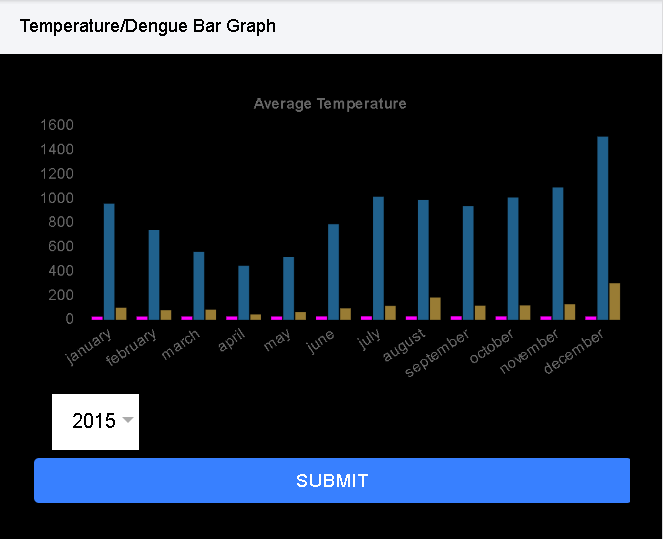 Temperature/Dengue Bar Graph
Average Temperature
1600
1400
1200
1000
800
600
400
200
0
january february march april may june july august september october november december
2015
SUBMIT